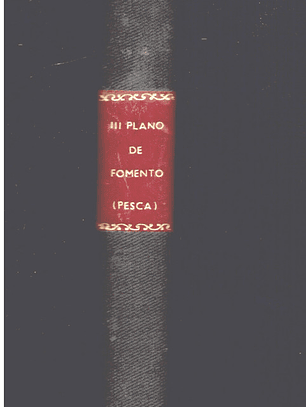 III PLANO
DE
FOMENTO
(PESCA)